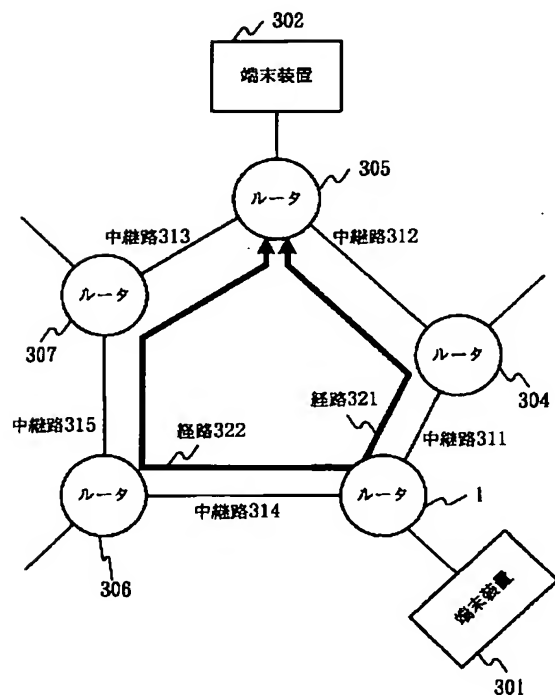 302
端末装置
305
ルータ
中継路313
中継路312
ルータ
307
ルータ
304
中継路315
経路322
経路321
中継路311
ルータ
中継路314
ルータ
1
306
端末装置
301